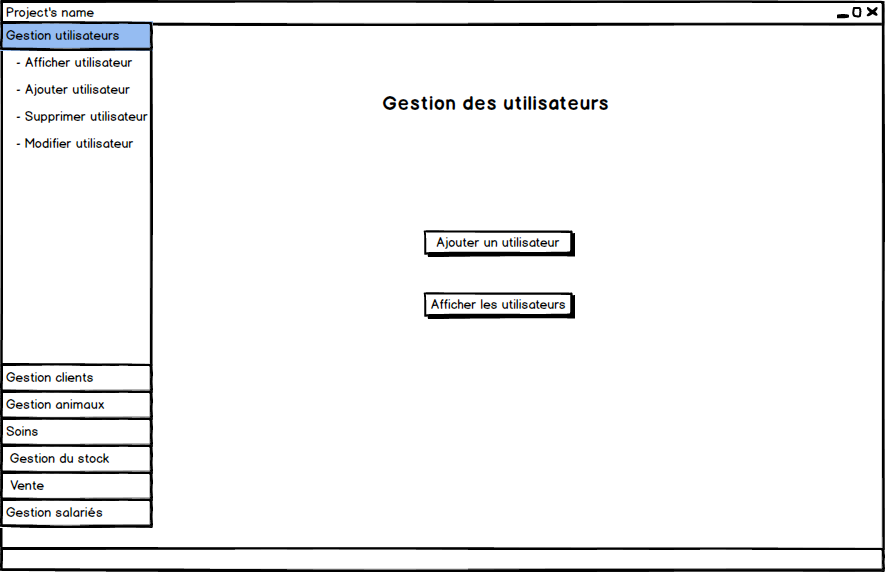 Project's name
Gestion utilisateurs
- Afficher utilisateur
- Ajouter utilisateur
- Supprimer utilisateur
- Modifier utilisateur
Gestion clients
Gestion animaux
Soins
Gestion du stock
Vente
Gestion salariés
Gestion des utilisateurs
Ajouter un utilisateur
Afficher les utilisateurs